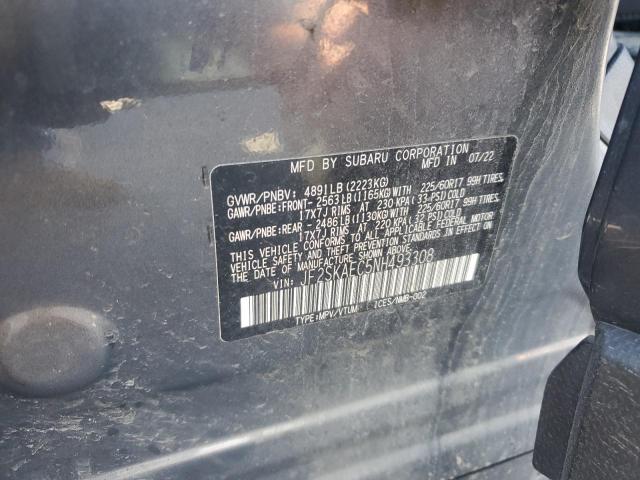 MFD BY SUBARU CORPORATION
MFD IN 07/22
GVWR/PNBV: 4891LB (2223KG)
GAWR/PNBE:FRONT- 2563LB(1165KG)WITH 225/60R17 99H TIRES,
17X7J RIMS AT 230 KPA(33 PSI)COLD
GAWR/PNBE:REAR - 2486LB(1130KG)WITH 225/60R17 99H TIRES,
17X7J RIMS AT 220 KPA(32 PSI)COLD
THIS VEHICLE CONFORMS TO ALL APPLICABLE U.S. FEDERAL MOTOR
VEHICLE SAFETY AND THEFT PREVENTION STANDARDS IN EFFECT ON THE DATE OF
MANUFACTURE SHOWN ABOVE.
VIN: JF2SKAEC5NH493308
TYPE:MPV/VTUM ICES/NMB-002